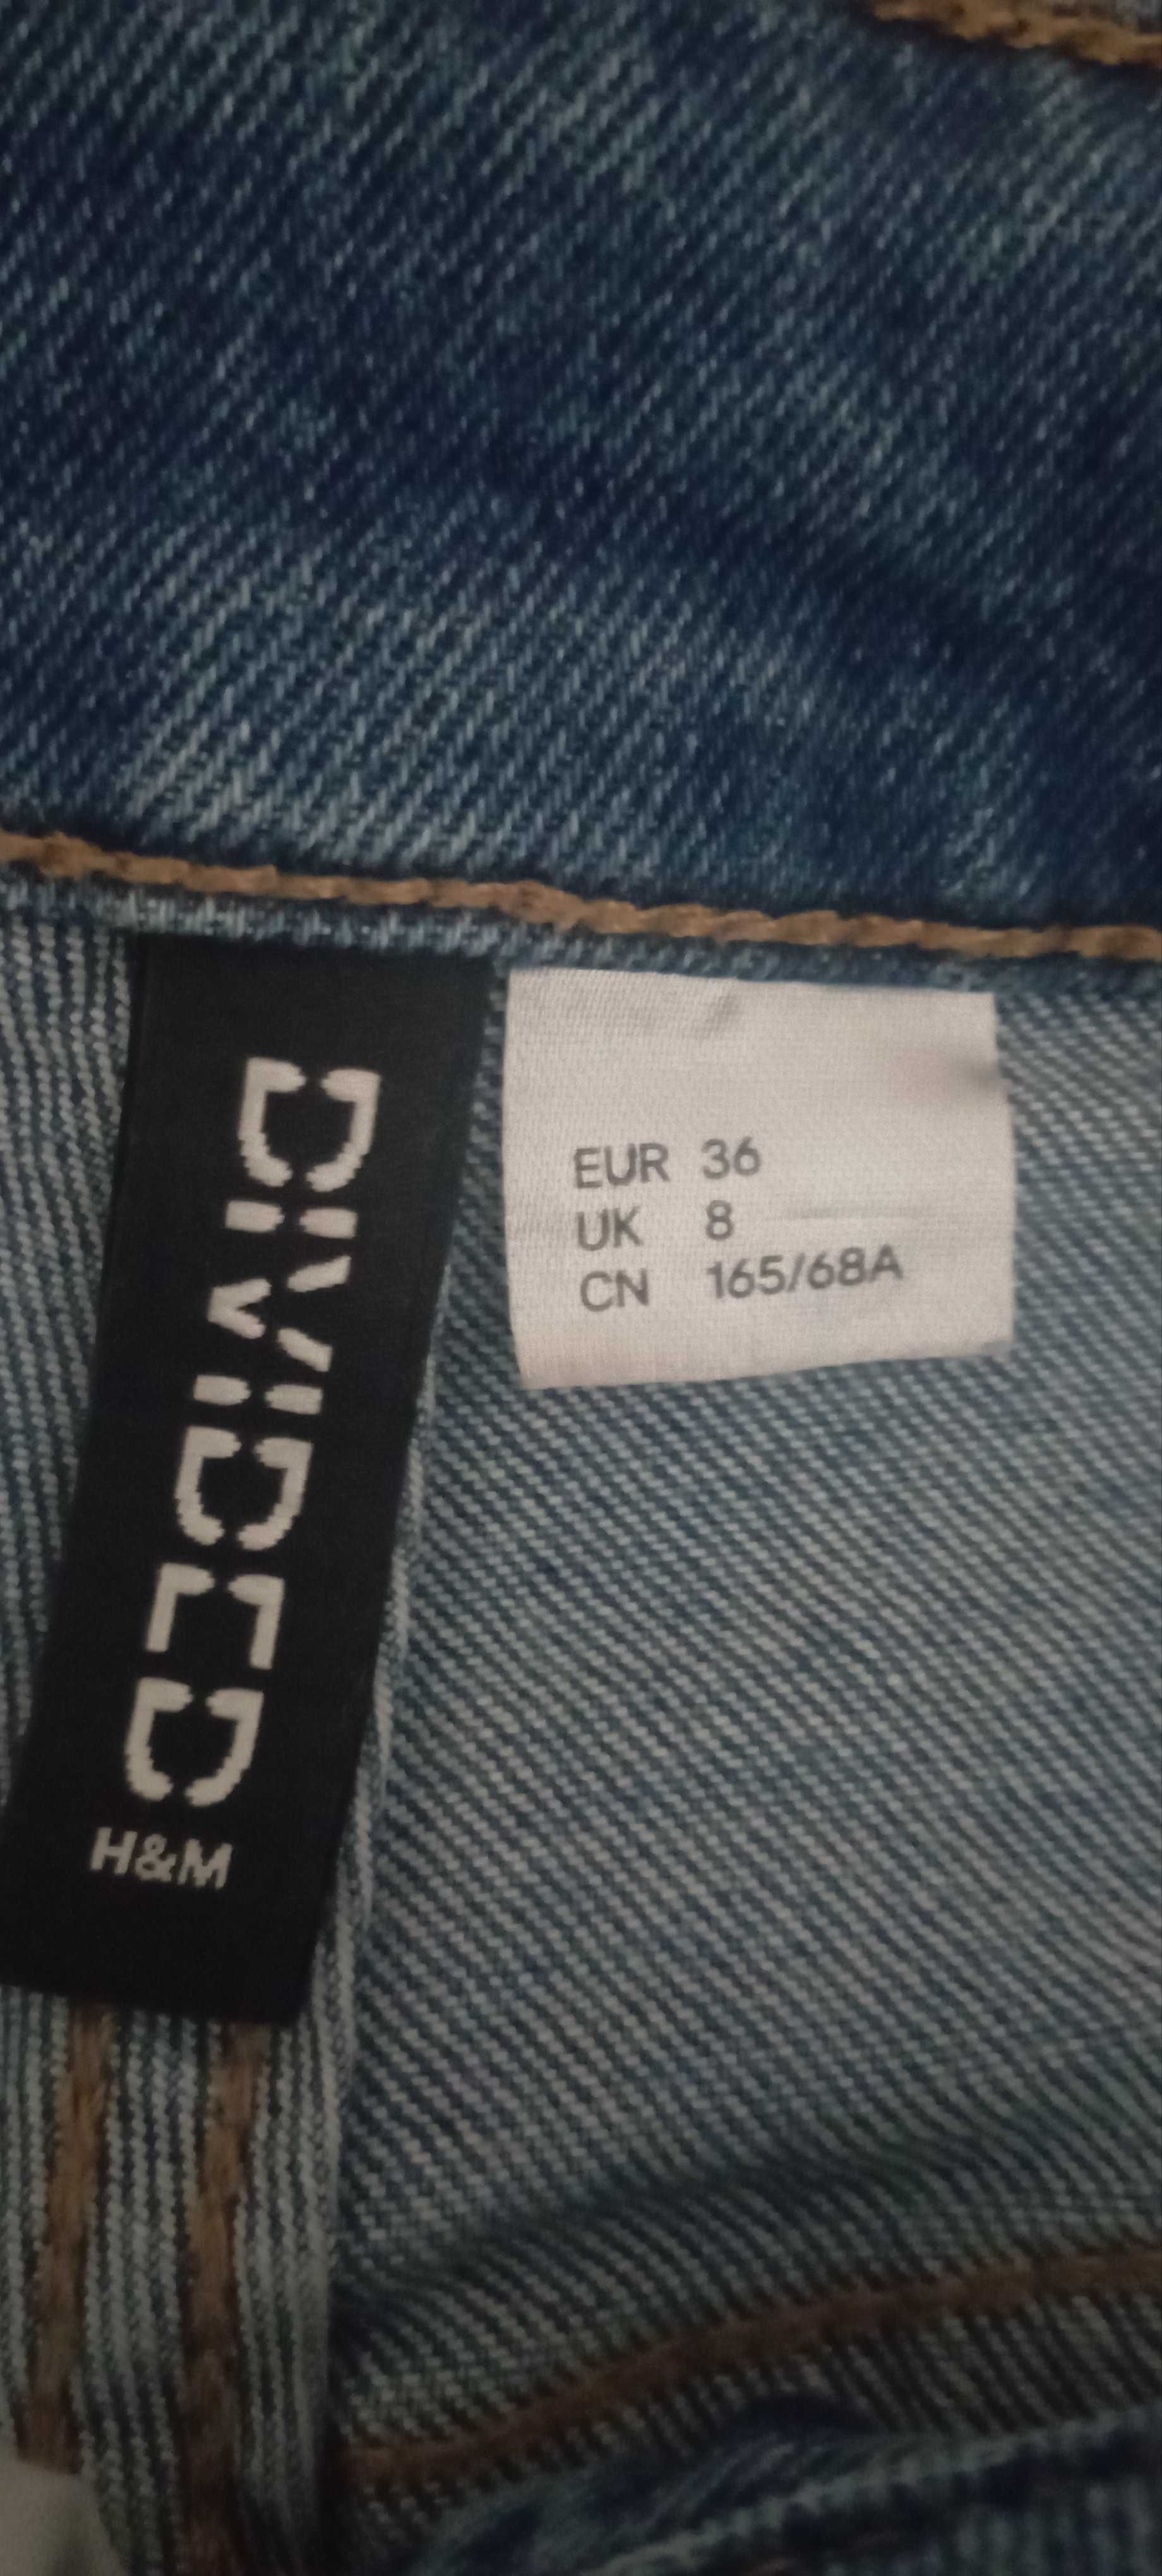 DIVIDED
H&M
EUR 36
UK 8
CN 165/68A